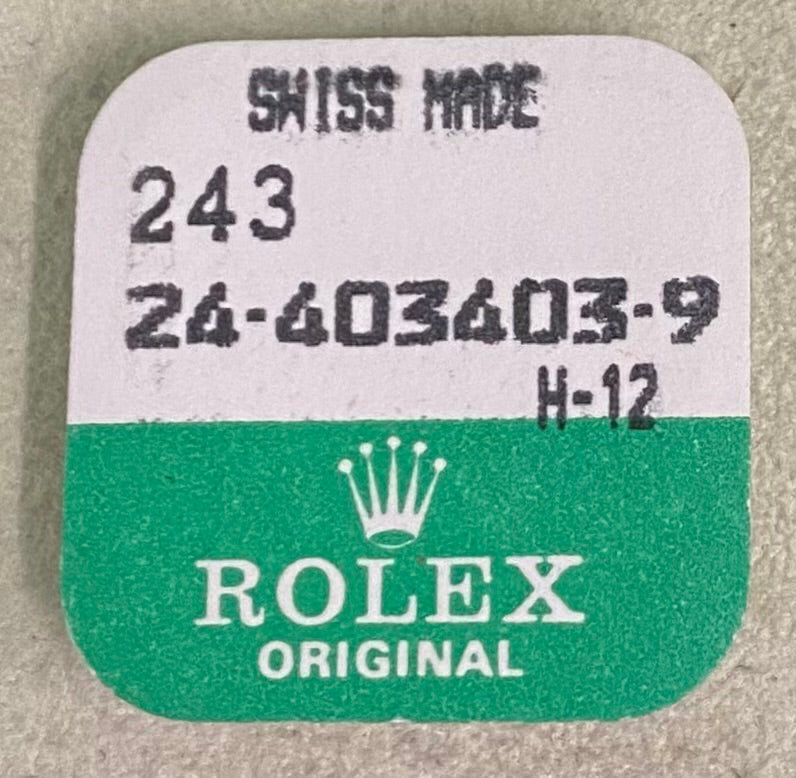 SWISS MADE
243
24-403403-9
H-12
ROLEX
ORIGINAL